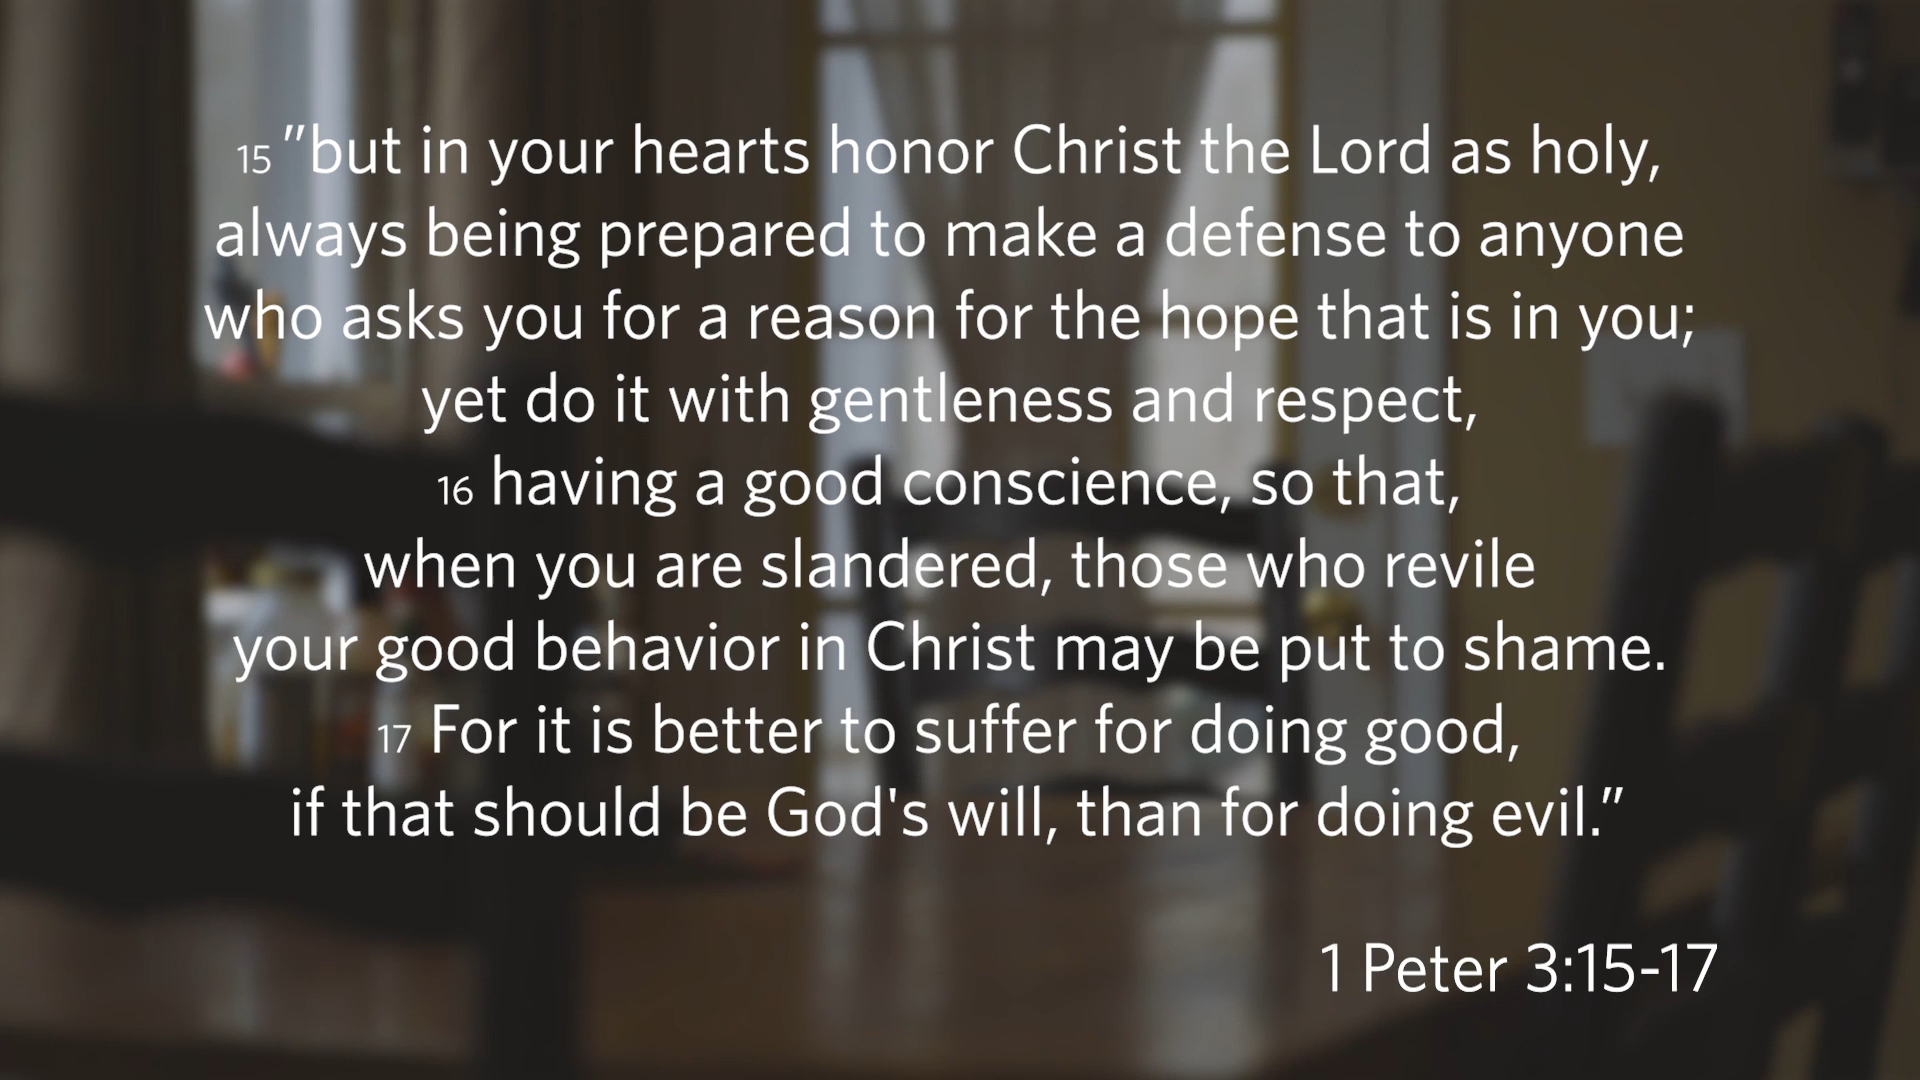 15 ”but in your hearts honor Christ the Lord as holy,
always being prepared to make a defense to anyone
who asks you for a reason for the hope that is in you;
yet do it with gentleness and respect,
16 having a good conscience, so that,
when you are slandered, those who revile
your good behavior in Christ may be put to shame.
17 For it is better to suffer for doing good,
if that should be God's will, than for doing evil.”
1 Peter 3:15-17